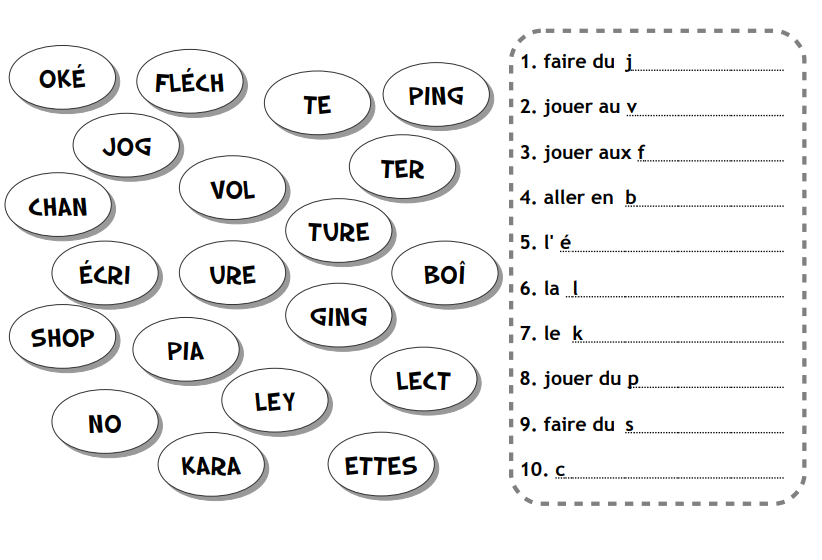 OKÉ
FLÉCH
TE
PING
JOG
TER
VOL
CHAN
TURE
ÉCRI
URE
BOÎ
GING
SHOP
PIA
LECT
LEY
NO
KARA
ETTES
1. faire du j
2. jouer au v
3. jouer aux f
4. aller en b
5. l' é
6. la l
7. le k
8. jouer du p
9. faire du s
10. c